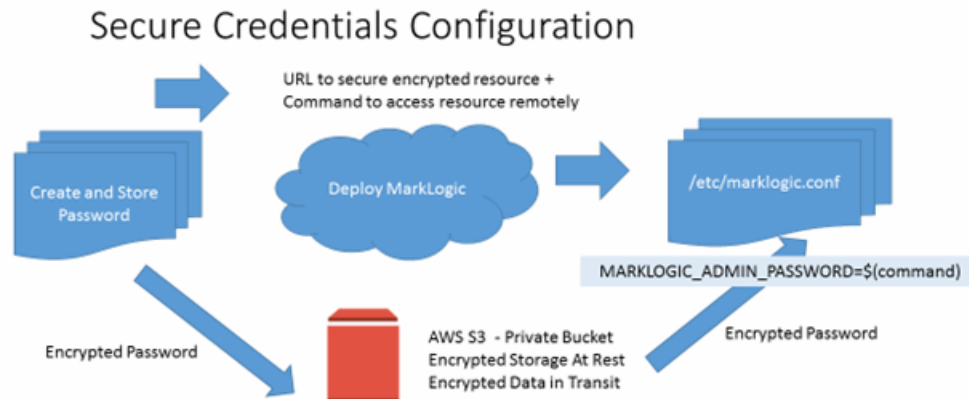 Secure Credentials Configuration
URL to secure encrypted resource +
Command to access resource remotely
Create and Store
Password
Deploy MarkLogic
/etc/marklogic.conf
MARKLOGIC_ADMIN_PASSWORD=$(command)
Encrypted Password
AWS S3 - Private Bucket
Encrypted Storage At Rest
Encrypted Data in Transit
Encrypted Password